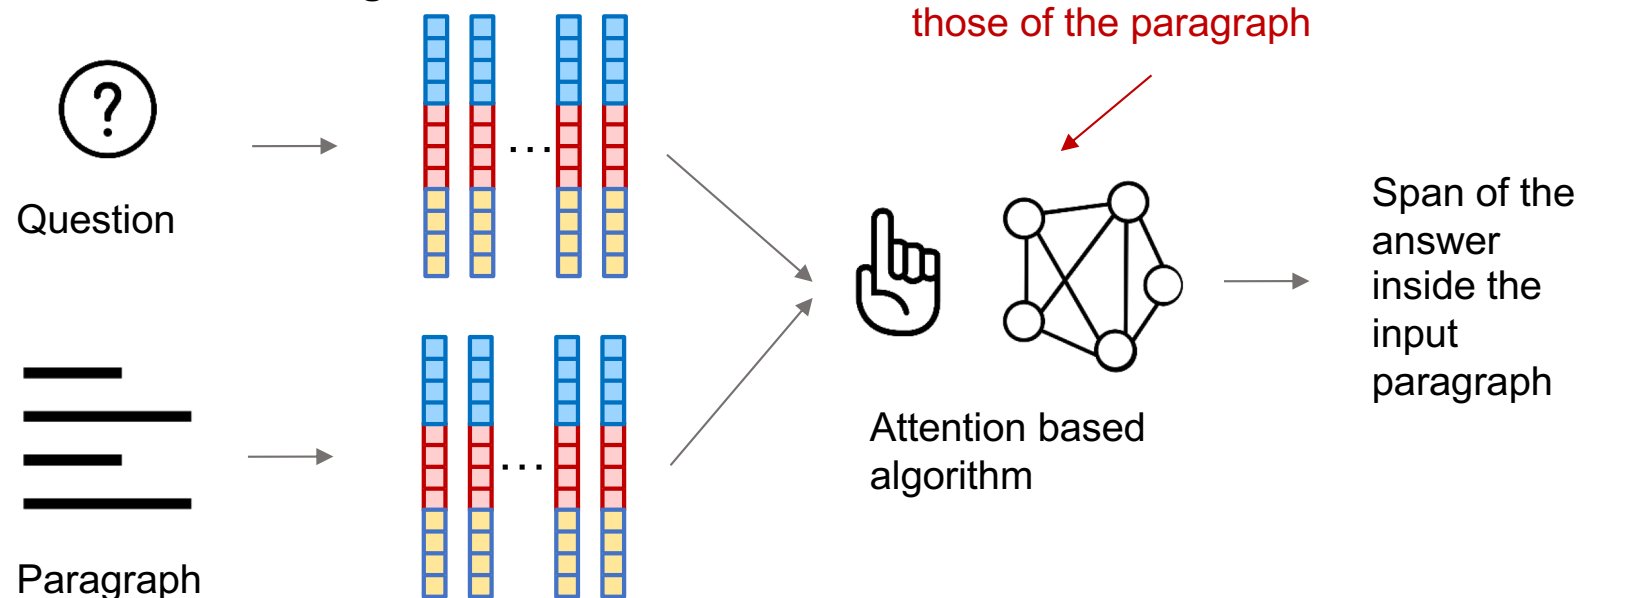 those of the paragraph
?
Question
...
Span of the
answer
inside the
input
paragraph
...
Attention based
algorithm
Paragraph